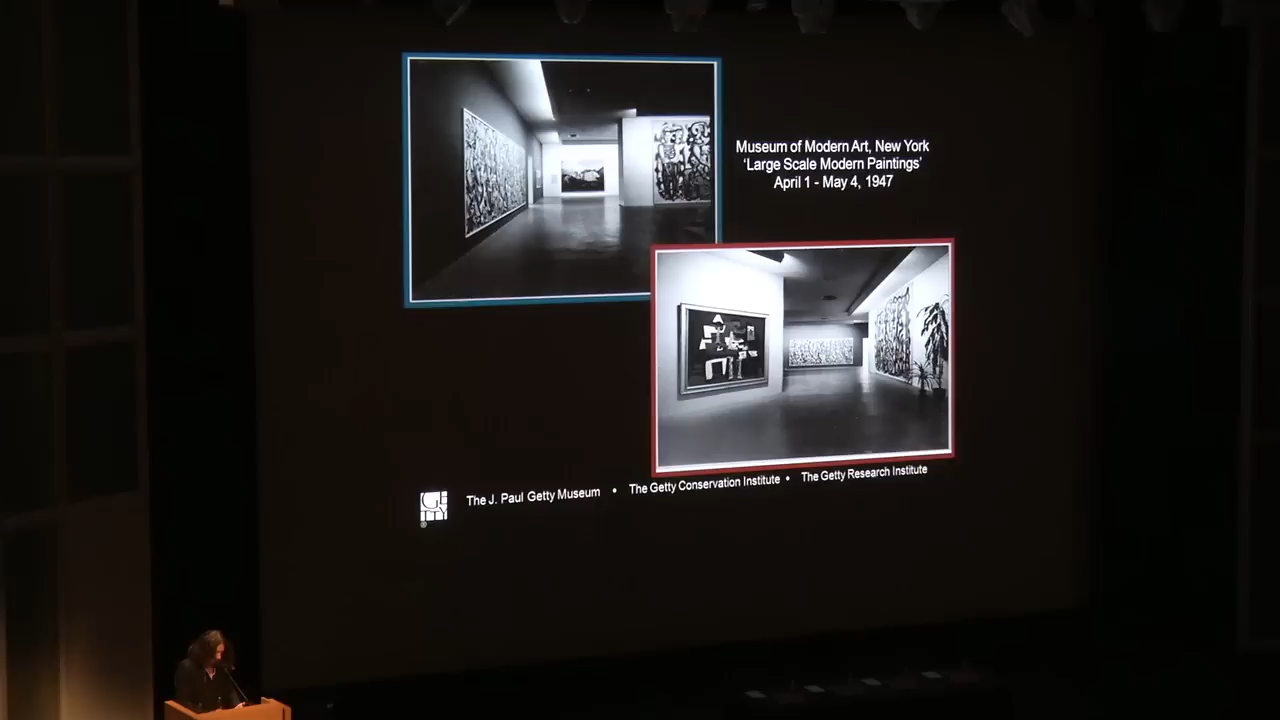 Museum of Modern Art, New York
'Large Scale Modern Paintings'
April 1 - May 4, 1947
The J. Paul Getty Museum • The Getty Conservation Institute • The Getty Research Institute
Getty
®